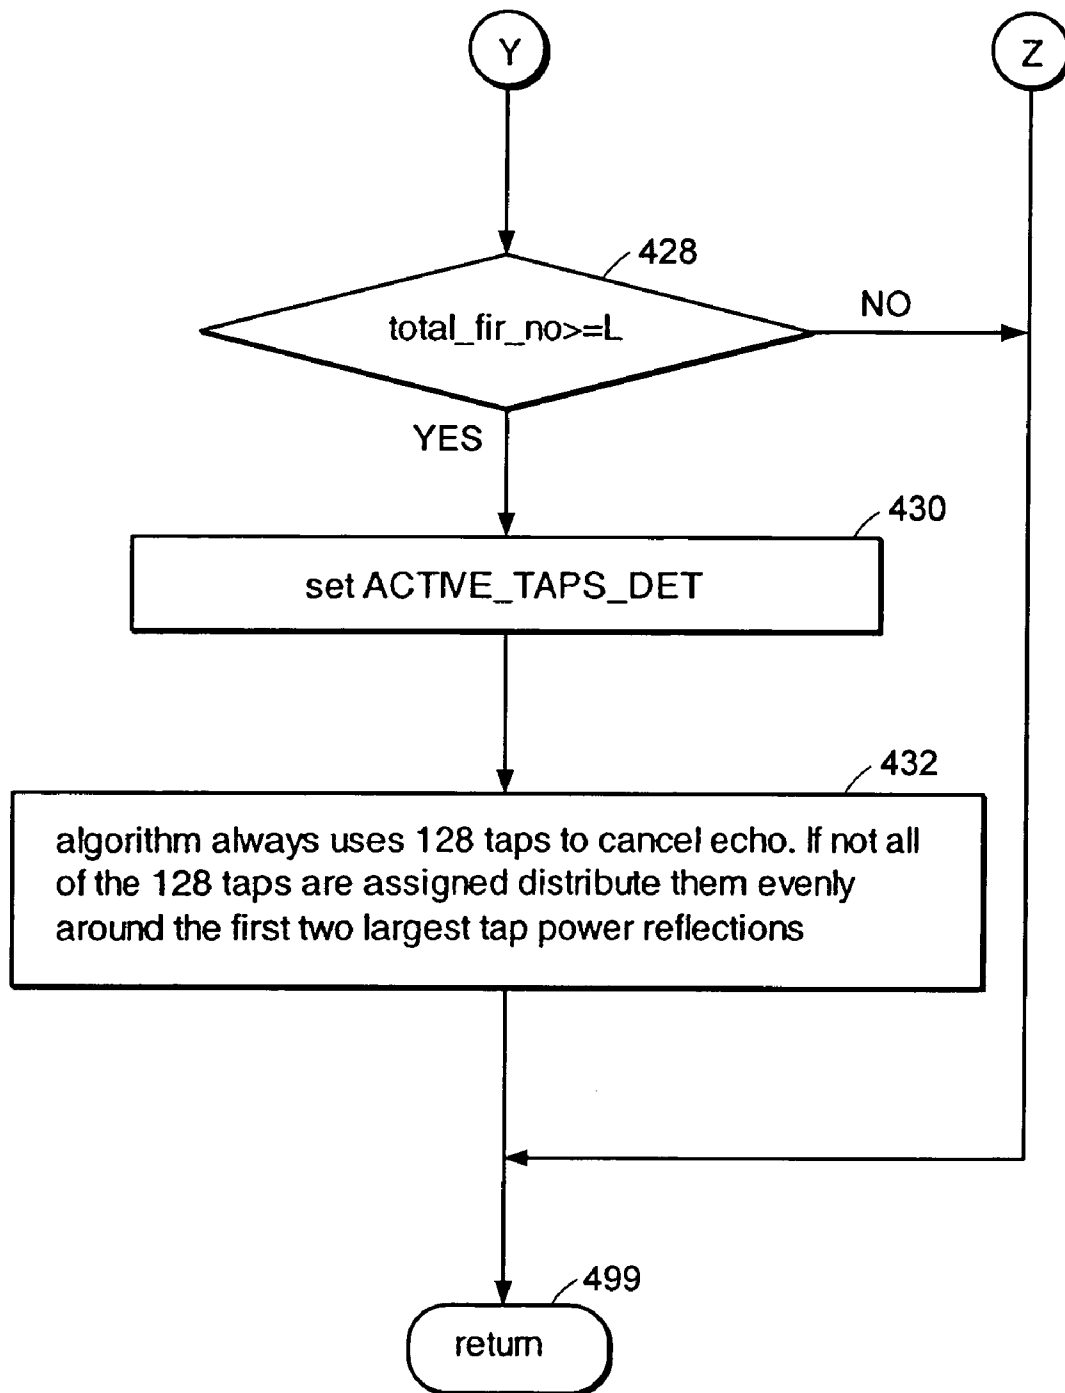 Y
Z
428
total_fir_no>=L
NO
YES
430
set ACTIVE_TAPS_DET
432
algorithm always uses 128 taps to cancel echo. If not all
of the 128 taps are assigned distribute them evenly
around the first two largest tap power reflections
499
return